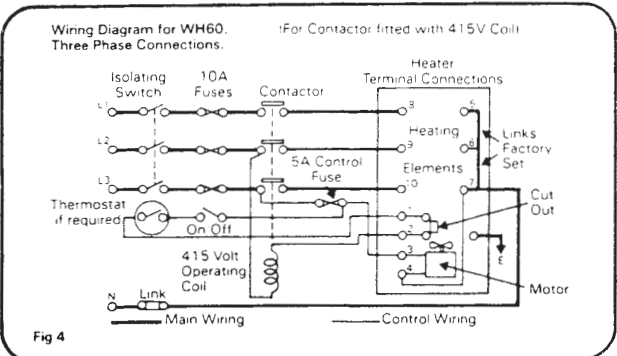 Wiring Diagram for WH60.
(For Contactor fitted with 415V Coil)
Three Phase Connections.
Heater
Terminal Connections
Isolating
Switch
10A
Fuses
Contactor
L1
8
5
L2
9
Heating
6
Links
Factory
Set
5A Control
Fuse
Elements
L3
10
7
Thermostat
if required
On Off
1
Cut
Out
2
3
E
415 Volt
Operating
Coil
4
Motor
N
Link
Main Wiring
Control Wiring
Fig 4